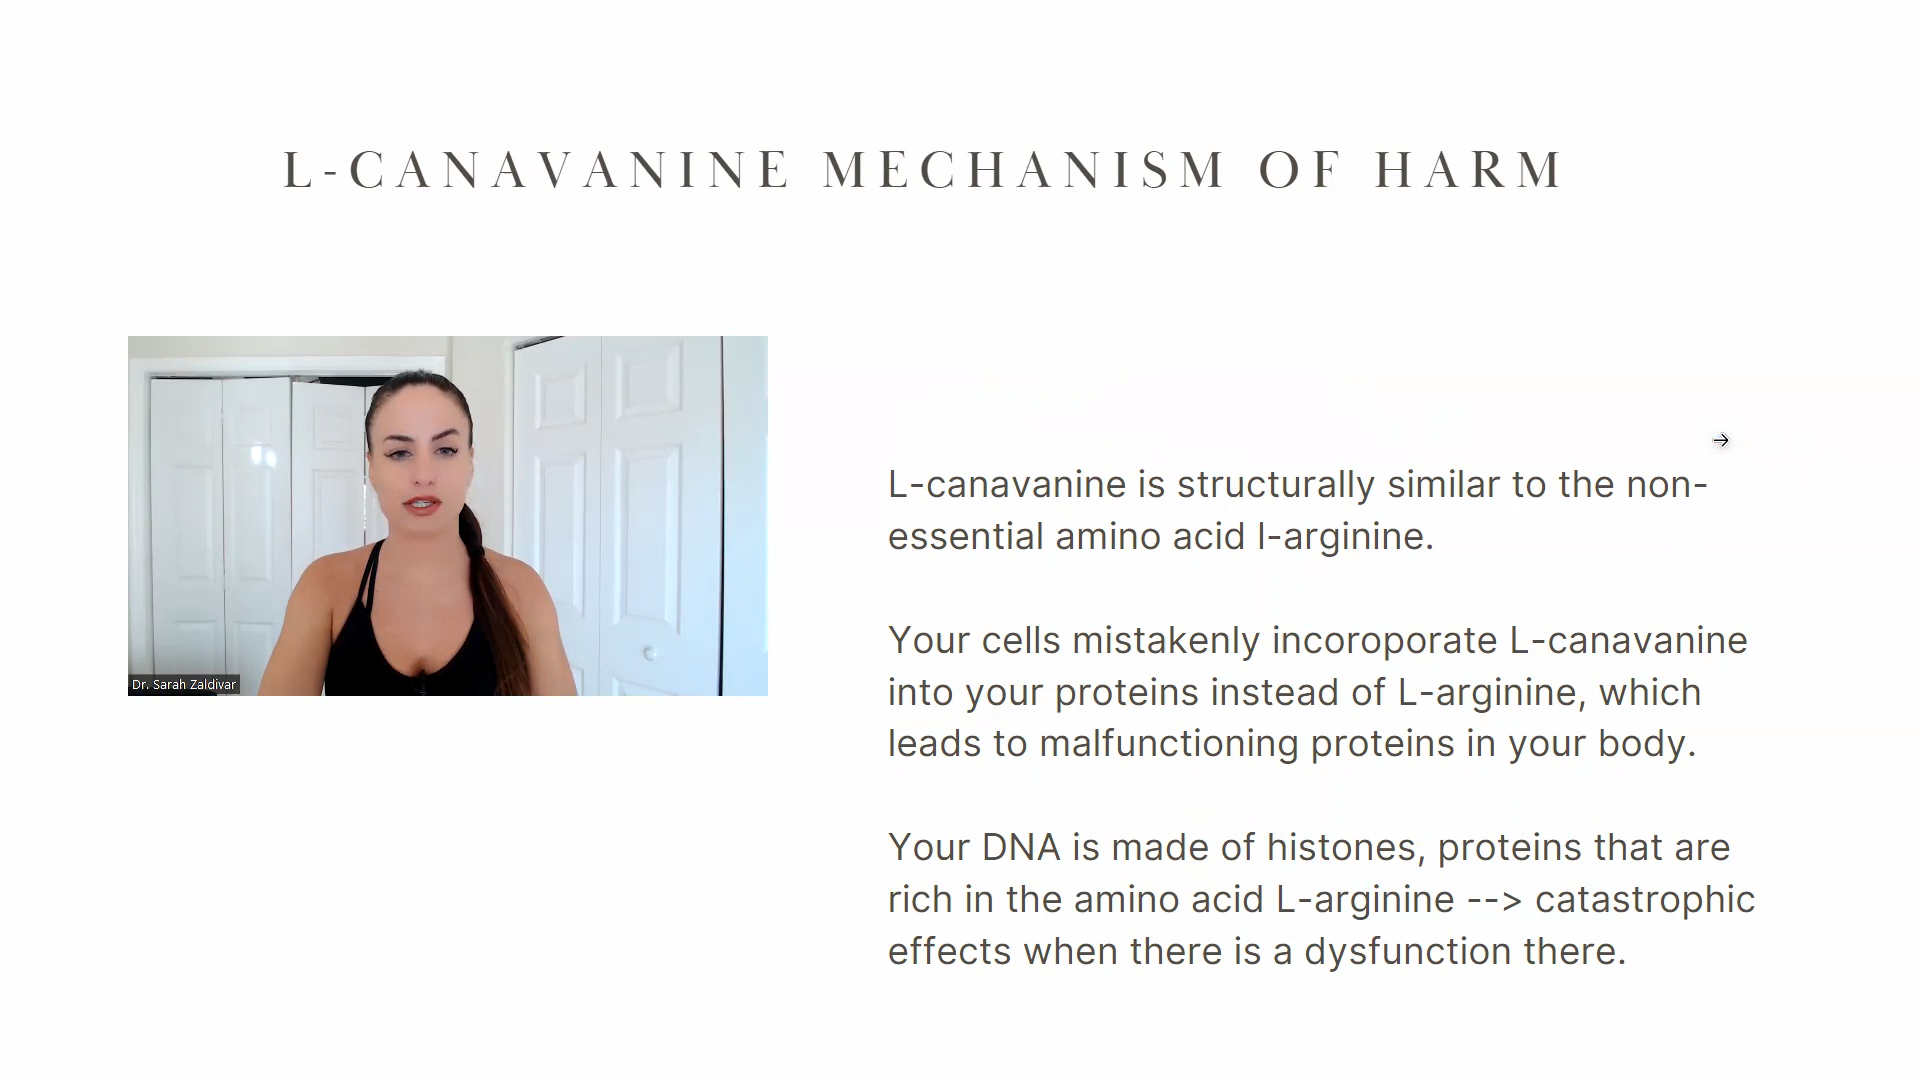 L-CANAVANINE MECHANISM OF HARM
Dr. Sarah Zaldivar
L-canavanine is structurally similar to the non-
essential amino acid l-arginine.
Your cells mistakenly incoroporate L-canavanine
into your proteins instead of L-arginine, which
leads to malfunctioning proteins in your body.
Your DNA is made of histones, proteins that are
rich in the amino acid L-arginine --> catastrophic
effects when there is a dysfunction there.